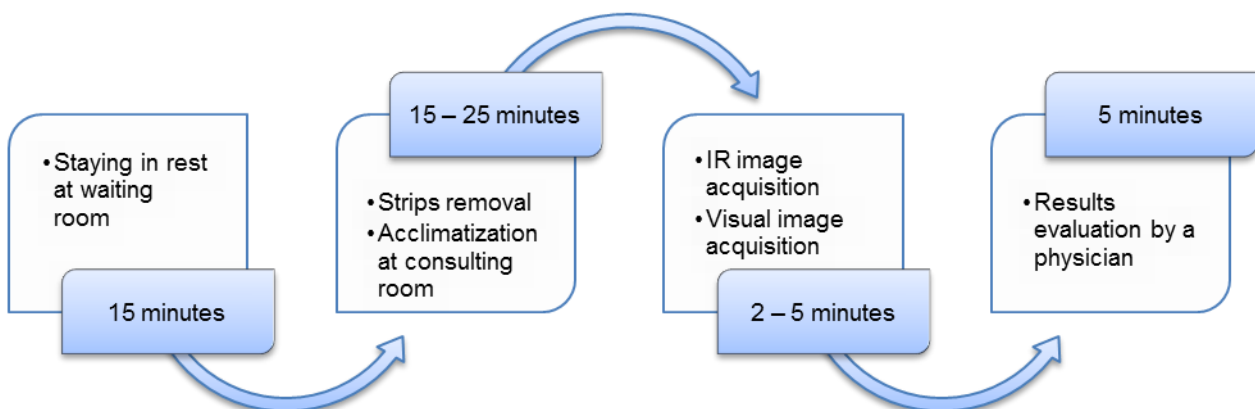 • Staying in rest
at waiting
room
15 minutes
15 – 25 minutes
• Strips removal
• Acclimatization
at consulting
room
• IR image
acquisition
• Visual image
acquisition
2 – 5 minutes
5 minutes
• Results
evaluation by a
physician